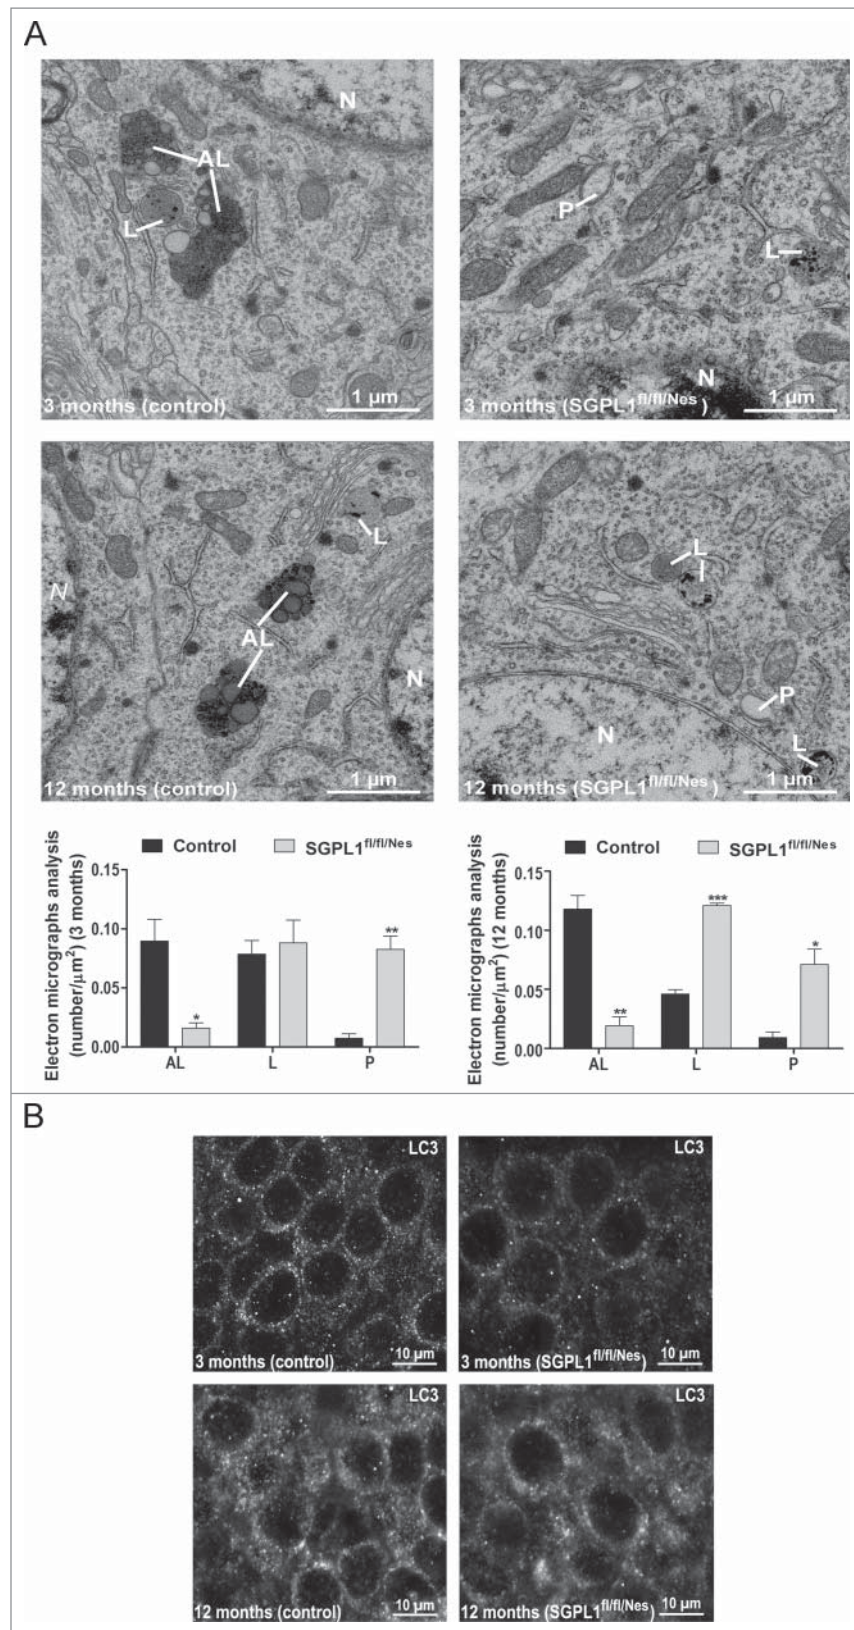 A
N
AL
L
3 months (control)
1 µm
P
L
N
3 months (SGPL1fl/fl/Nes)
1 µm
L
N
AL
N
12 months (control)
1 µm
L
P
N
L
12 months (SGPL1fl/fl/Nes)
1 µm
Control SGPL1fl/fl/Nes
Electron micrographs analysis
(number/µm2) (3 months)
0.15
0.10
0.05
0.00
*
**
AL L P
Control SGPL1fl/fl/Nes
Electron micrographs analysis
(number/µm2) (12 months)
0.15
0.10
0.05
0.00
**
***
*
AL L P
B
LC3
3 months (control)
10 µm
LC3
3 months (SGPL1fl/fl/Nes)
10 µm
LC3
12 months (control)
10 µm
LC3
12 months (SGPL1fl/fl/Nes)
10 µm